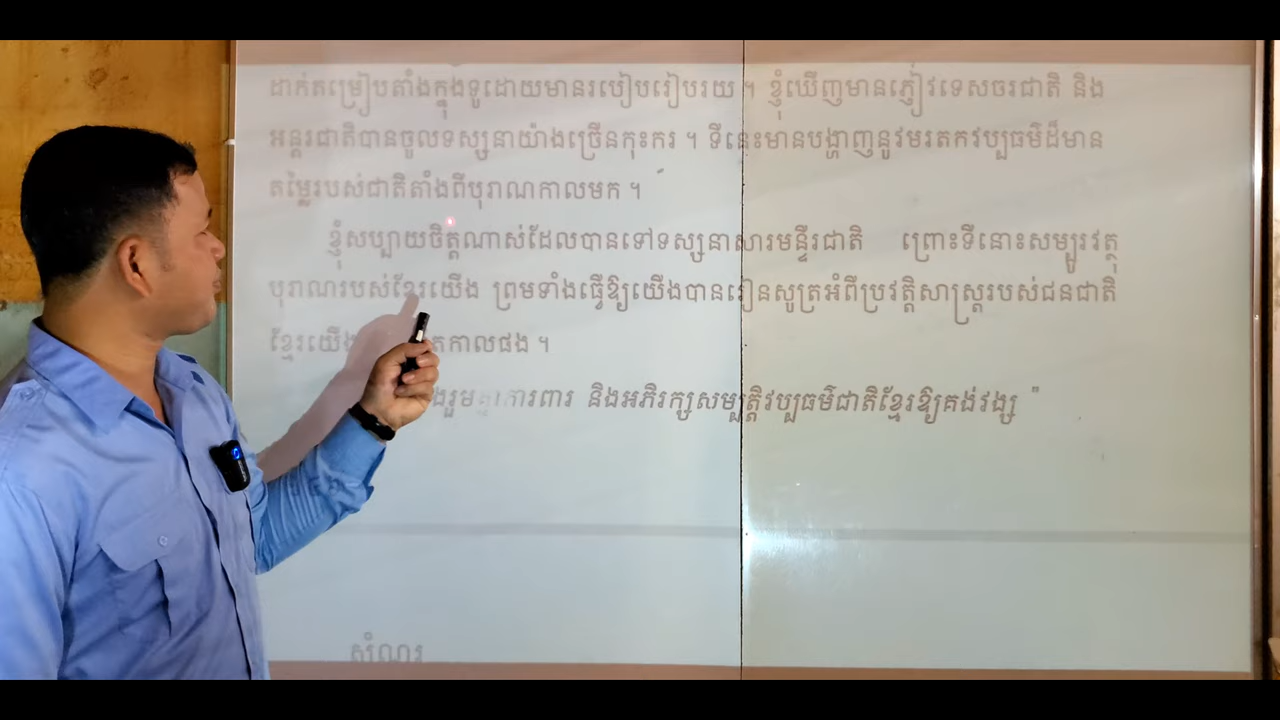 ដាក់តម្រៀបតាំងក្នុងទូដោយមានរបៀបរៀបរយ ។ ខ្ញុំឃើញមានភ្ញៀវទេសចរជាតិ និង
អន្តរជាតិបានចូលទស្សនាយ៉ាងច្រើនកុះករ ។ ទីនេះមានបង្ហាញនូវមរតកវប្បធម៌ដ៏មាន
តម្លៃរបស់ជាតិតាំងពីបុរាណកាលមក ។
ខ្ញុំសប្បាយចិត្តណាស់ដែលបានទៅទស្សនាសារមន្ទីរជាតិ ព្រោះទីនោះសម្បូរវត្ថុ
បុរាណរបស់ខ្មែរយើង ព្រមទាំងធ្វើឱ្យយើងបានរៀនសូត្រអំពីប្រវត្តិសាស្ត្ររបស់ជនជាតិ
ខ្មែរយើង តកាលផង ។
ងរួមគ្នាការពារ និងអភិរក្សសម្បត្តិវប្បធម៌ជាតិខ្មែរឱ្យគង់វង្ស "
សំណួរ